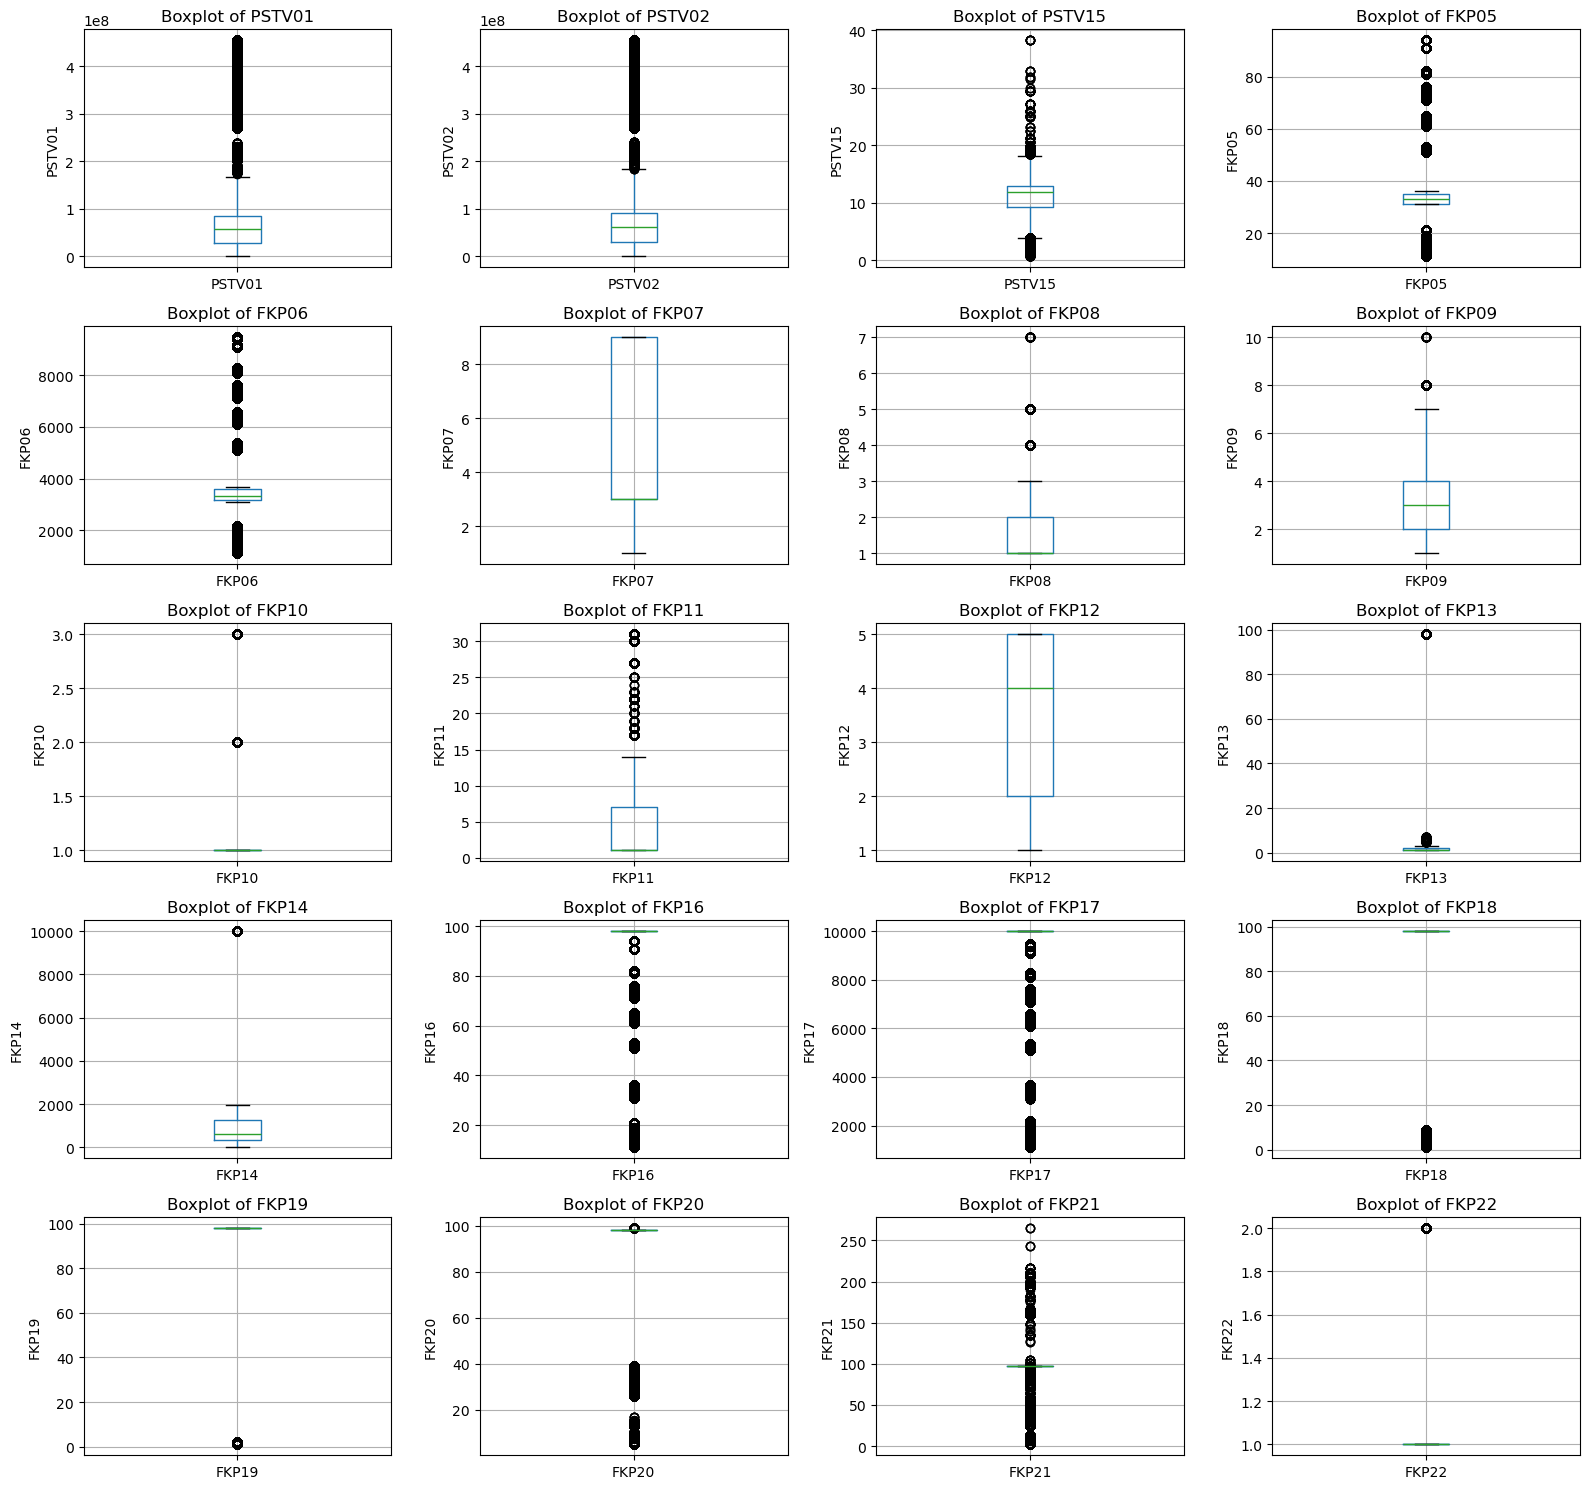 Boxplot of PSTV01
1e8
PSTV01
4
3
2
1
0
PSTV01
Boxplot of PSTV02
1e8
PSTV02
4
3
2
1
0
PSTV02
Boxplot of PSTV15
PSTV15
40
30
20
10
0
PSTV15
Boxplot of FKP05
FKP05
80
60
40
20
FKP05
Boxplot of FKP06
FKP06
8000
6000
4000
2000
FKP06
Boxplot of FKP07
FKP07
8
6
4
2
FKP07
Boxplot of FKP08
FKP08
7
6
5
4
3
2
1
FKP08
Boxplot of FKP09
FKP09
10
8
6
4
2
FKP09
Boxplot of FKP10
FKP10
3.0
2.5
2.0
1.5
1.0
FKP10
Boxplot of FKP11
FKP11
30
25
20
15
10
5
0
FKP11
Boxplot of FKP12
FKP12
5
4
3
2
1
FKP12
Boxplot of FKP13
FKP13
100
80
60
40
20
0
FKP13
Boxplot of FKP14
FKP14
10000
8000
6000
4000
2000
0
FKP14
Boxplot of FKP16
FKP16
100
80
60
40
20
FKP16
Boxplot of FKP17
FKP17
10000
8000
6000
4000
2000
FKP17
Boxplot of FKP18
FKP18
100
80
60
40
20
0
FKP18
Boxplot of FKP19
FKP19
100
80
60
40
20
0
FKP19
Boxplot of FKP20
FKP20
100
80
60
40
20
FKP20
Boxplot of FKP21
FKP21
250
200
150
100
50
0
FKP21
Boxplot of FKP22
FKP22
2.0
1.8
1.6
1.4
1.2
1.0
FKP22